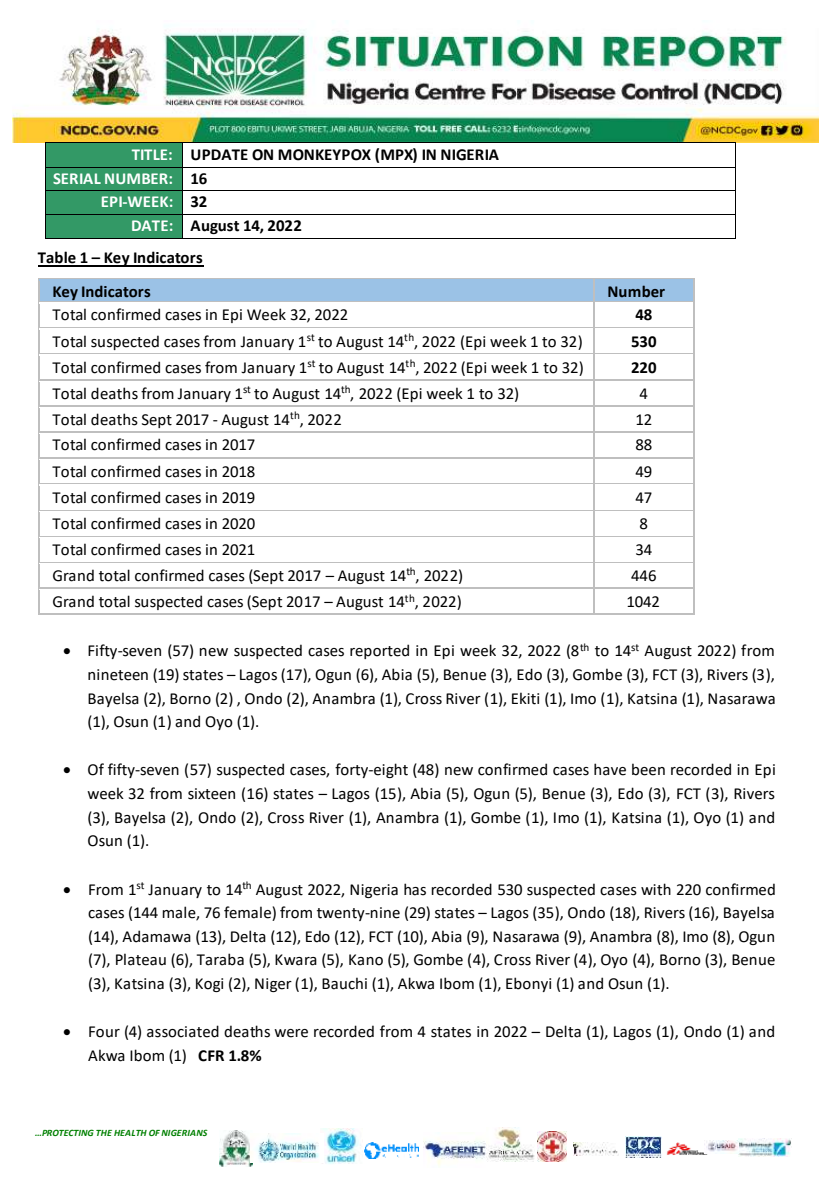 SITUATION REPORT
NCDC
NIGERIA CENTRE FOR DISEASE CONTROL
Nigeria Centre For Disease Control (NCDC)
NCDC.GOV.NG PLOT 800 EBITU UKIWE STREET, JABI ABUJA, NIGERIA TOLL FREE CALL: 6232 E:info@ncdc.gov.ng @NCDCgov
TITLE: UPDATE ON MONKEYPOX (MPX) IN NIGERIA
SERIAL NUMBER: 16
EPI-WEEK: 32
DATE: August 14, 2022
Table 1 – Key Indicators
Key Indicators Number
Total confirmed cases in Epi Week 32, 2022 48
Total suspected cases from January 1st to August 14th, 2022 (Epi week 1 to 32) 530
Total confirmed cases from January 1st to August 14th, 2022 (Epi week 1 to 32) 220
Total deaths from January 1st to August 14th, 2022 (Epi week 1 to 32) 4
Total deaths Sept 2017 - August 14th, 2022 12
Total confirmed cases in 2017 88
Total confirmed cases in 2018 49
Total confirmed cases in 2019 47
Total confirmed cases in 2020 8
Total confirmed cases in 2021 34
Grand total confirmed cases (Sept 2017 – August 14th, 2022) 446
Grand total suspected cases (Sept 2017 – August 14th, 2022) 1042
• Fifty-seven (57) new suspected cases reported in Epi week 32, 2022 (8th to 14st August 2022) from
nineteen (19) states – Lagos (17), Ogun (6), Abia (5), Benue (3), Edo (3), Gombe (3), FCT (3), Rivers (3),
Bayelsa (2), Borno (2) , Ondo (2), Anambra (1), Cross River (1), Ekiti (1), Imo (1), Katsina (1), Nasarawa
(1), Osun (1) and Oyo (1).
• Of fifty-seven (57) suspected cases, forty-eight (48) new confirmed cases have been recorded in Epi
week 32 from sixteen (16) states – Lagos (15), Abia (5), Ogun (5), Benue (3), Edo (3), FCT (3), Rivers
(3), Bayelsa (2), Ondo (2), Cross River (1), Anambra (1), Gombe (1), Imo (1), Katsina (1), Oyo (1) and
Osun (1).
• From 1st January to 14th August 2022, Nigeria has recorded 530 suspected cases with 220 confirmed
cases (144 male, 76 female) from twenty-nine (29) states – Lagos (35), Ondo (18), Rivers (16), Bayelsa
(14), Adamawa (13), Delta (12), Edo (12), FCT (10), Abia (9), Nasarawa (9), Anambra (8), Imo (8), Ogun
(7), Plateau (6), Taraba (5), Kwara (5), Kano (5), Gombe (4), Cross River (4), Oyo (4), Borno (3), Benue
(3), Katsina (3), Kogi (2), Niger (1), Bauchi (1), Akwa Ibom (1), Ebonyi (1) and Osun (1).
• Four (4) associated deaths were recorded from 4 states in 2022 – Delta (1), Lagos (1), Ondo (1) and
Akwa Ibom (1) CFR 1.8%
...PROTECTING THE HEALTH OF NIGERIANS
World Health Organization
unicef
eHealth
AFENET
AFRICA CDC
CDC
USAID
Breakthrough ACTION